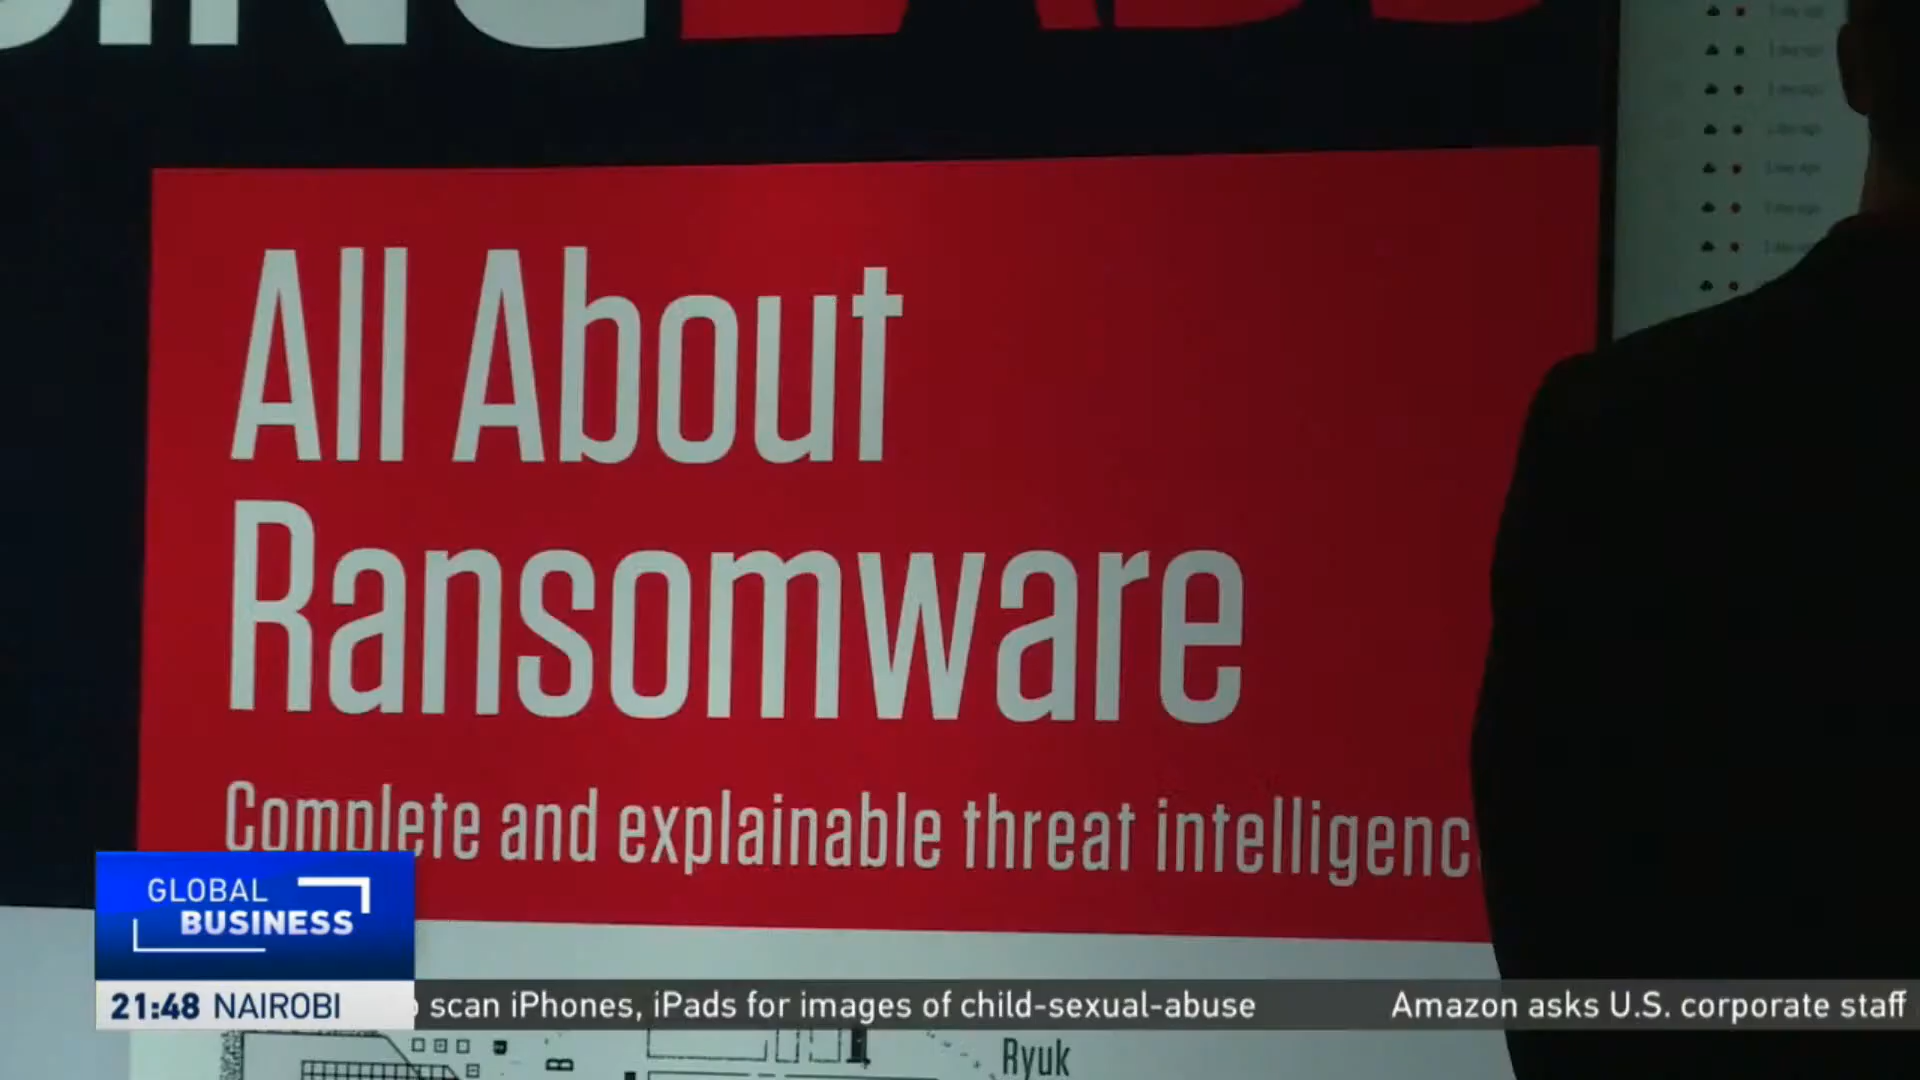 All About
Ransomware
Complete and explainable threat intelligenc
GLOBAL
BUSINESS
21:48 NAIROBI
scan iPhones, iPads for images of child-sexual-abuse
Amazon asks U.S. corporate staff
Ryuk